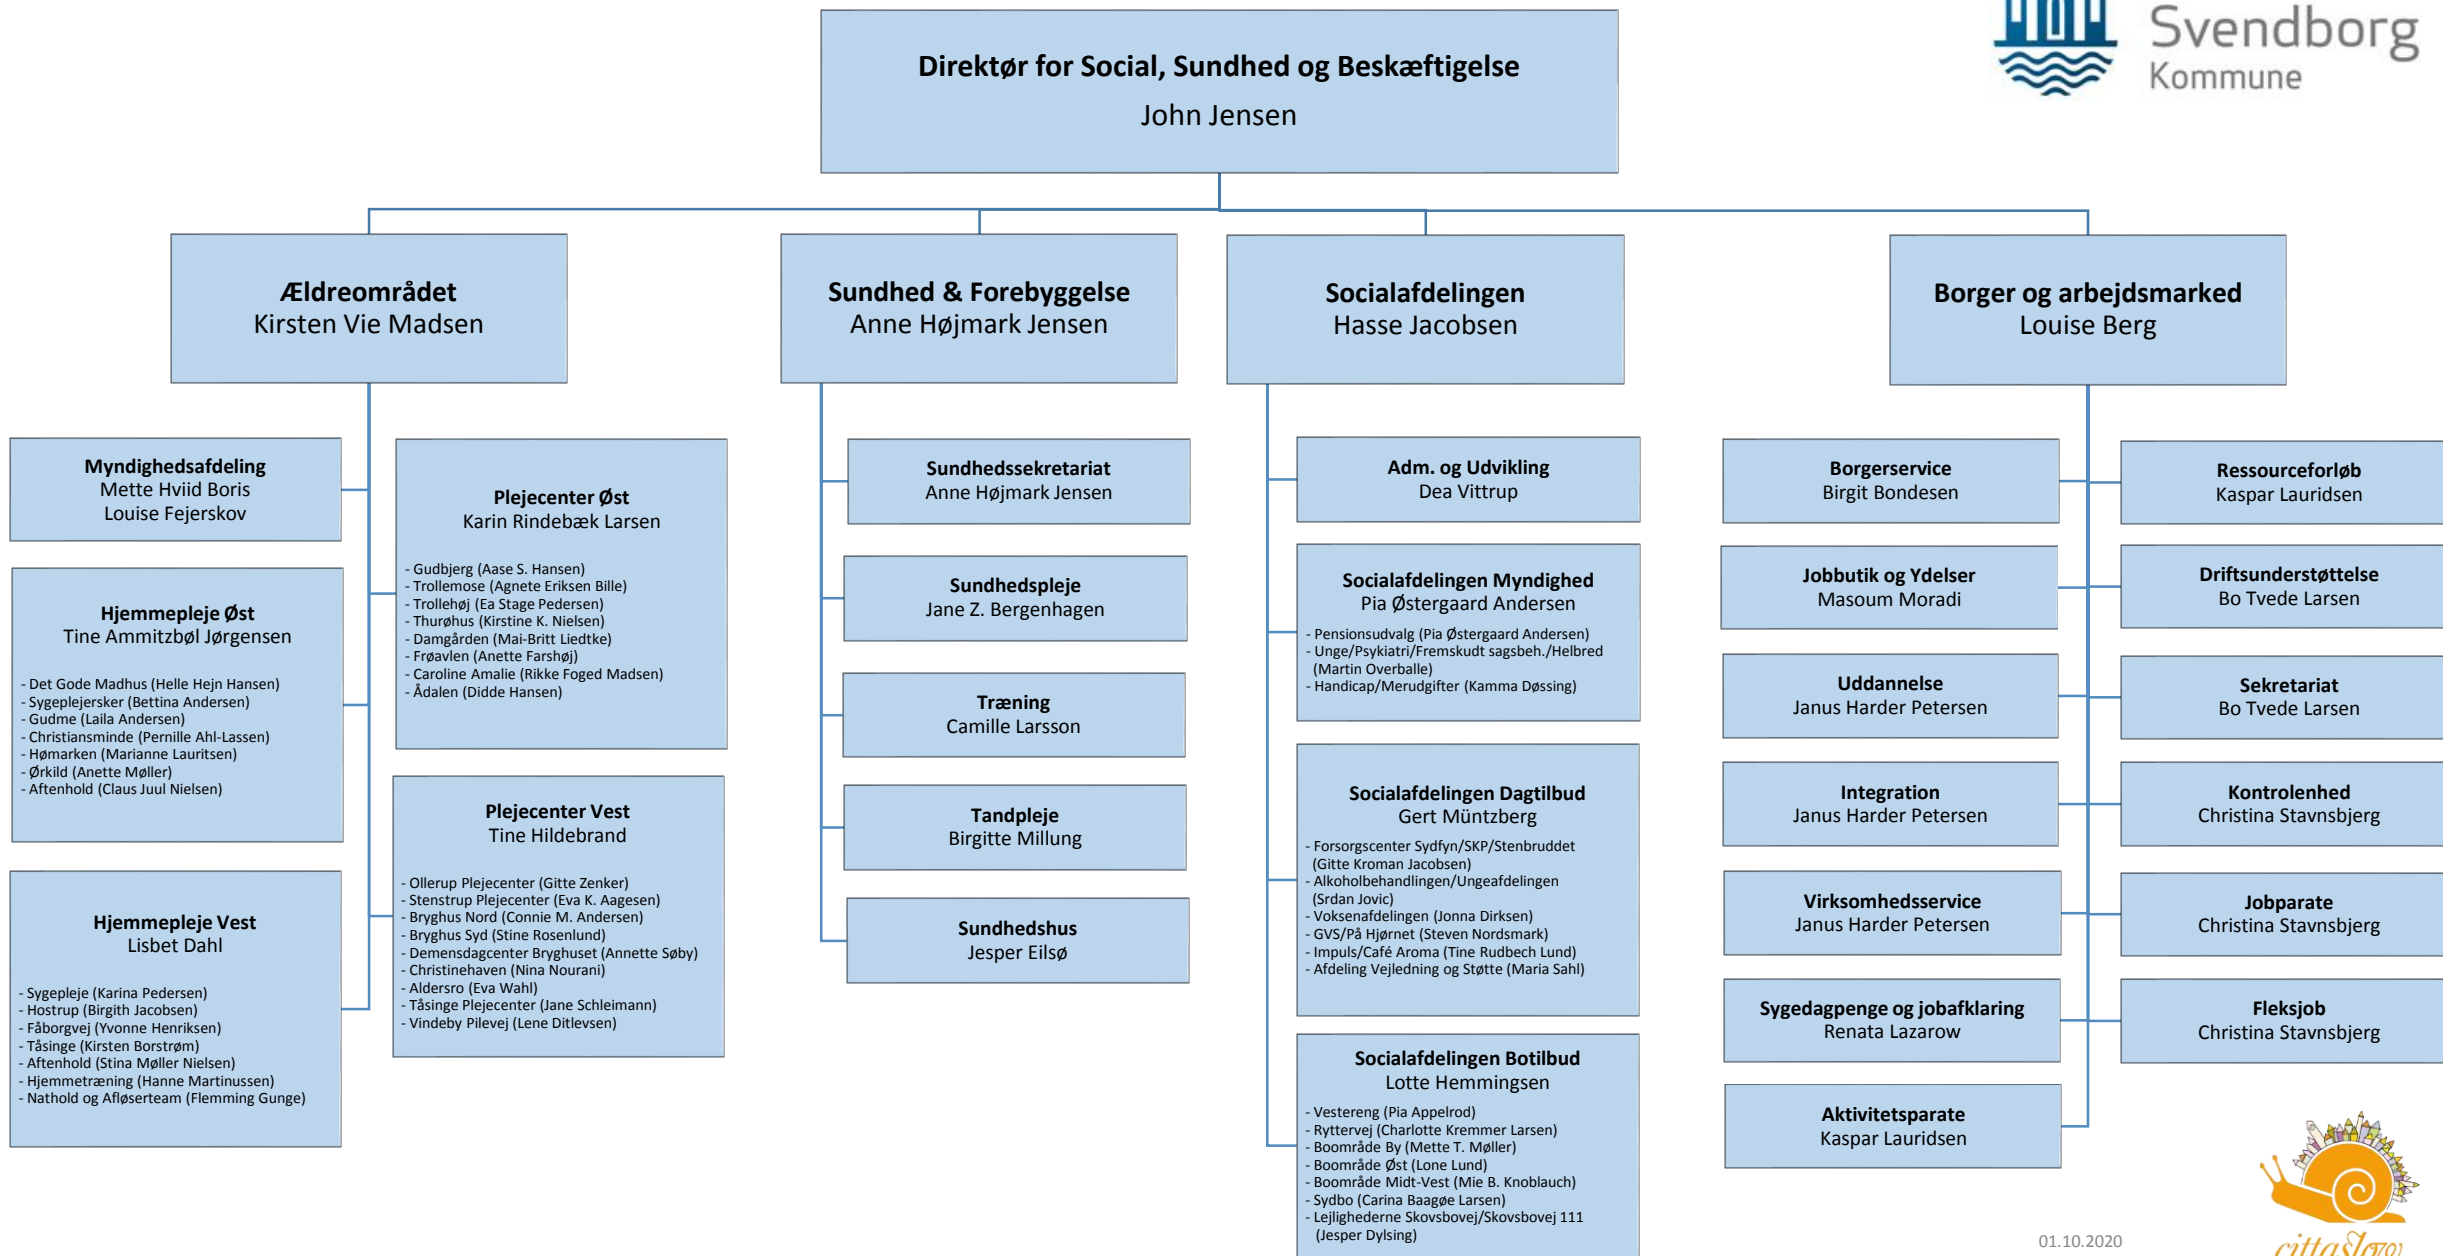 Svendborg
Kommune
Direktør for Social, Sundhed og Beskæftigelse
John Jensen
Ældreområdet
Kirsten Vie Madsen
Sundhed & Forebyggelse
Anne Højmark Jensen
Socialafdelingen
Hasse Jacobsen
Borger og arbejdsmarked
Louise Berg
Myndighedsafdeling
Mette Hviid Boris
Louise Fejerskov
Hjemmepleje Øst
Tine Ammitzbøl Jørgensen
- Det Gode Madhus (Helle Hejn Hansen)
- Sygeplejersker (Bettina Andersen)
- Gudme (Laila Andersen)
- Christiansminde (Pernille Ahl-Lassen)
- Hømarken (Marianne Lauritsen)
- Ørkild (Anette Møller)
- Aftenhold (Claus Juul Nielsen)
Hjemmepleje Vest
Lisbet Dahl
- Sygepleje (Karina Pedersen)
- Hostrup (Birgith Jacobsen)
- Fåborgvej (Yvonne Henriksen)
- Tåsinge (Kirsten Borstrøm)
- Aftenhold (Stina Møller Nielsen)
- Hjemmetræning (Hanne Martinussen)
- Nathold og Afløserteam (Flemming Gunge)
Plejecenter Øst
Karin Rindebæk Larsen
- Gudbjerg (Aase S. Hansen)
- Trollemose (Agnete Eriksen Bille)
- Trollehøj (Ea Stage Pedersen)
- Thurøhus (Kirstine K. Nielsen)
- Damgården (Mai-Britt Liedtke)
- Frøavlen (Anette Farshøj)
- Caroline Amalie (Rikke Foged Madsen)
- Ådalen (Didde Hansen)
Plejecenter Vest
Tine Hildebrand
- Ollerup Plejecenter (Gitte Zenker)
- Stenstrup Plejecenter (Eva K. Aagesen)
- Bryghus Nord (Connie M. Andersen)
- Bryghus Syd (Stine Rosenlund)
- Demensdagcenter Bryghuset (Annette Søby)
- Christinehaven (Nina Nourani)
- Aldersro (Eva Wahl)
- Tåsinge Plejecenter (Jane Schleimann)
- Vindeby Pilevej (Lene Ditlevsen)
Sundhedssekretariat
Anne Højmark Jensen
Sundhedspleje
Jane Z. Bergenhagen
Træning
Camille Larsson
Tandpleje
Birgitte Millung
Sundhedshus
Jesper Eilsø
Adm. og Udvikling
Dea Vittrup
Socialafdelingen Myndighed
Pia Østergaard Andersen
- Pensionsudvalg (Pia Østergaard Andersen)
- Unge/Psykiatri/Fremskudt sagsbeh./Helbred
(Martin Overballe)
- Handicap/Merudgifter (Kamma Døssing)
Socialafdelingen Dagtilbud
Gert Müntzberg
- Forsorgscenter Sydfyn/SKP/Stenbruddet
(Gitte Kroman Jacobsen)
- Alkoholbehandlingen/Ungeafdelingen
(Srdan Jovic)
- Voksenafdelingen (Jonna Dirksen)
- GVS/På Hjørnet (Steven Nordsmark)
- Impuls/Café Aroma (Tine Rudbech Lund)
- Afdeling Vejledning og Støtte (Maria Sahl)
Socialafdelingen Botilbud
Lotte Hemmingsen
- Vestereng (Pia Appelrod)
- Ryttervej (Charlotte Kremmer Larsen)
- Boområde By (Mette T. Møller)
- Boområde Øst (Lone Lund)
- Boområde Midt-Vest (Mie B. Knoblauch)
- Sydbo (Carina Baagøe Larsen)
- Lejlighederne Skovsbovej/Skovsbovej 111
(Jesper Dylsing)
Borgerservice
Birgit Bondesen
Jobbutik og Ydelser
Masoum Moradi
Uddannelse
Janus Harder Petersen
Integration
Janus Harder Petersen
Virksomhedsservice
Janus Harder Petersen
Sygedagpenge og jobafklaring
Renata Lazarow
Aktivitetsparate
Kaspar Lauridsen
Ressourceforløb
Kaspar Lauridsen
Driftsunderstøttelse
Bo Tvede Larsen
Sekretariat
Bo Tvede Larsen
Kontrolenhed
Christina Stavnsbjerg
Jobparate
Christina Stavnsbjerg
Fleksjob
Christina Stavnsbjerg
01.10.2020
cittaslow